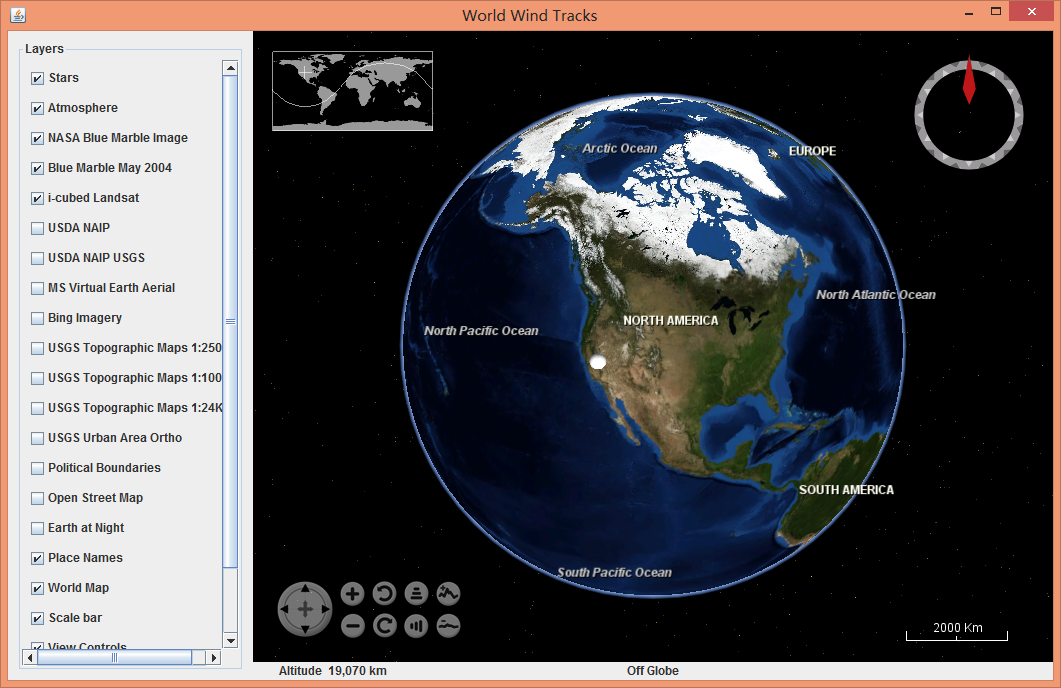 World Wind Tracks
Layers
Stars
Atmosphere
NASA Blue Marble Image
Blue Marble May 2004
i-cubed Landsat
USDA NAIP
USDA NAIP USGS
MS Virtual Earth Aerial
Bing Imagery
USGS Topographic Maps 1:250
USGS Topographic Maps 1:100
USGS Topographic Maps 1:24K
USGS Urban Area Ortho
Political Boundaries
Open Street Map
Earth at Night
Place Names
World Map
Scale bar
View Controls
Arctic Ocean
EUROPE
North Atlantic Ocean
NORTH AMERICA
North Pacific Ocean
SOUTH AMERICA
South Pacific Ocean
2000 Km
Altitude 19,070 km
Off Globe